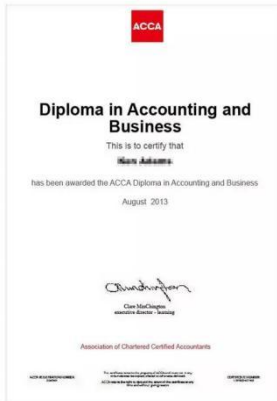 ACCA
Diploma in Accounting and
Business
This is to certify that
has been awarded the ACCA Diploma in Accounting and Business
August 2013
Clare Minchington
executive director - learning
Association of Chartered Certified Accountants